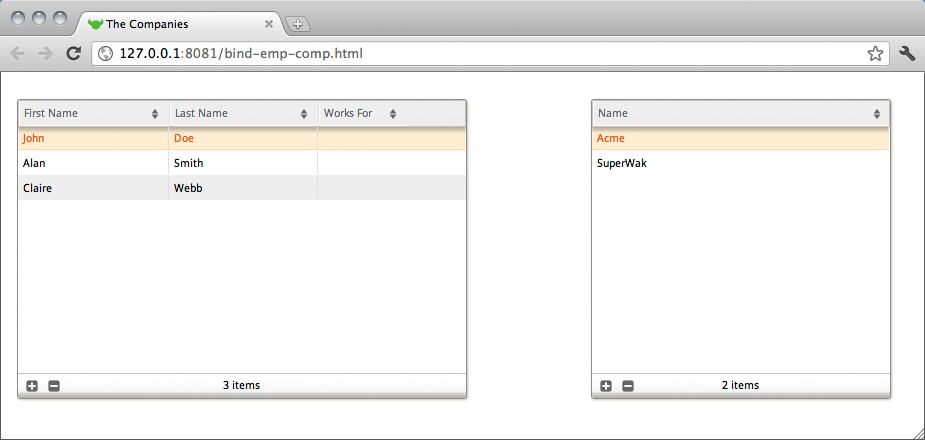 The Companies
127.0.0.1:8081/bind-emp-comp.html
First Name Last Name Works For
John Doe
Alan Smith
Claire Webb
3 items
Name
Acme
SuperWak
2 items